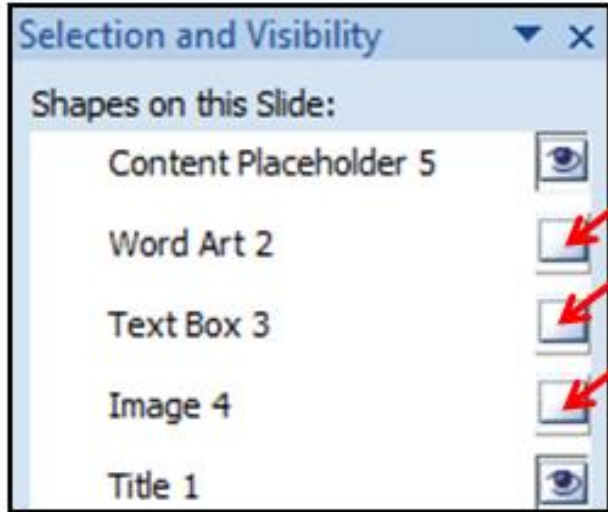 Selection and Visibility
Shapes on this Slide:
Content Placeholder 5
Word Art 2
Text Box 3
Image 4
Title 1